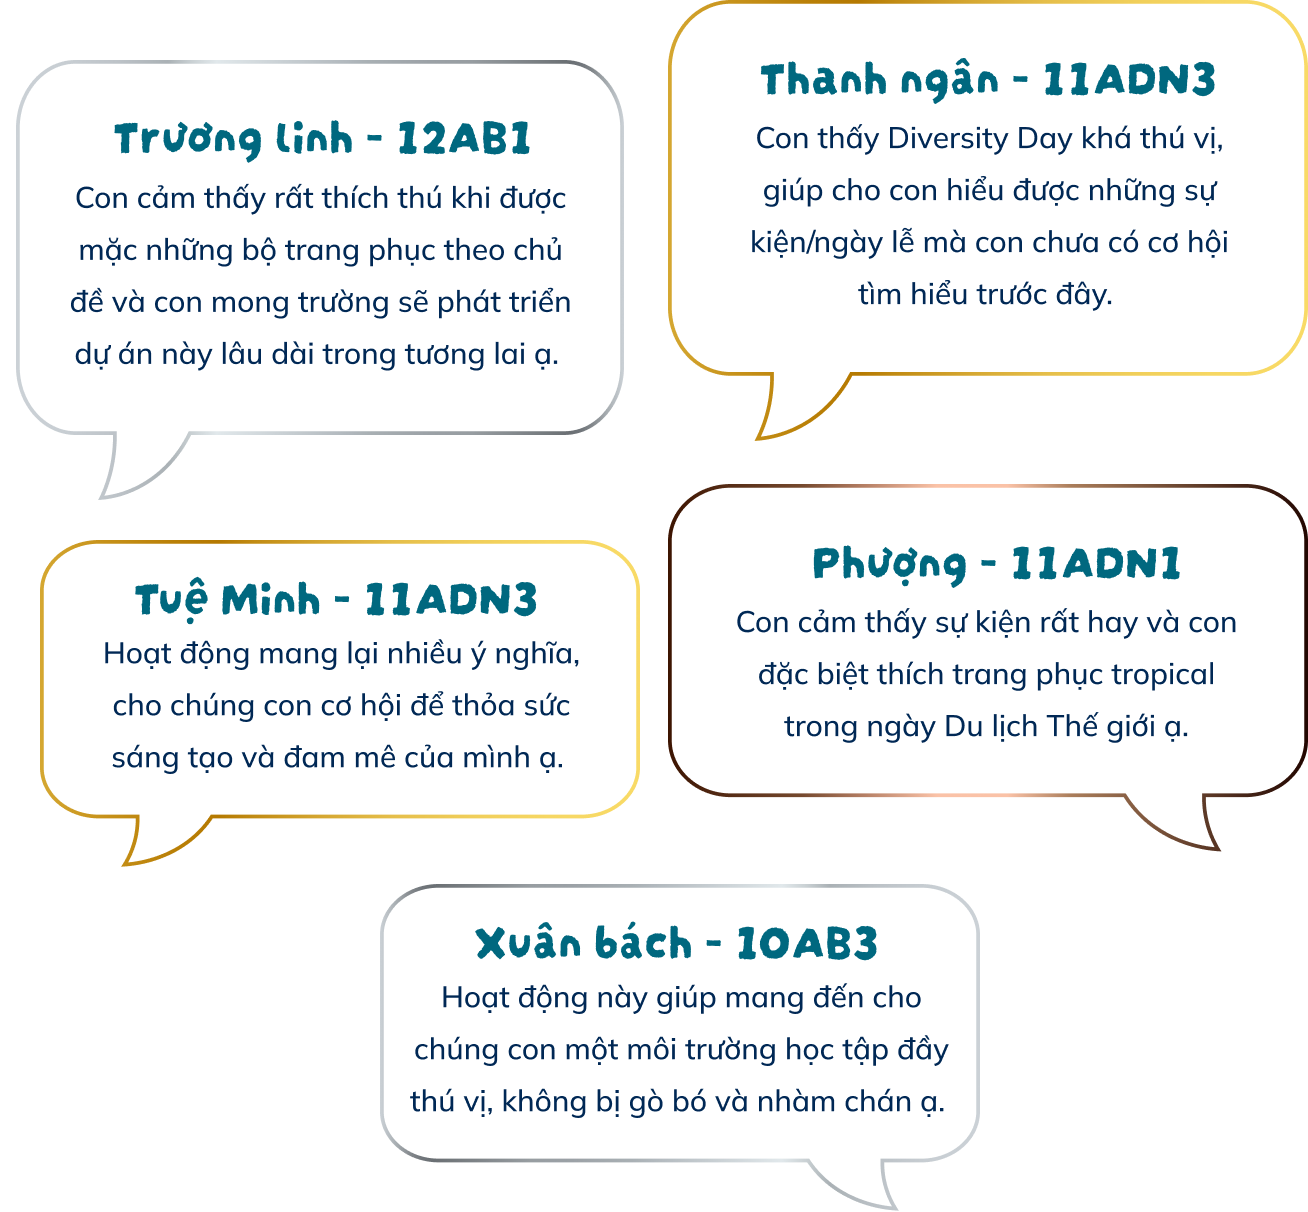 Trương linh - 12AB1
Con cảm thấy rất thích thú khi được
mặc những bộ trang phục theo chủ
đề và con mong trường sẽ phát triển
dự án này lâu dài trong tương lai ạ.
Thanh ngân - 11ADN3
Con thấy Diversity Day khá thú vị,
giúp cho con hiểu được những sự
kiện/ngày lễ mà con chưa có cơ hội
tìm hiểu trước đây.
Tuệ Minh - 11ADN3
Hoạt động mang lại nhiều ý nghĩa,
cho chúng con cơ hội để thỏa sức
sáng tạo và đam mê của mình ạ.
Phượng - 11ADN1
Con cảm thấy sự kiện rất hay và con
đặc biệt thích trang phục tropical
trong ngày Du lịch Thế giới ạ.
Xuân bách - 10AB3
Hoạt động này giúp mang đến cho
chúng con một môi trường học tập đầy
thú vị, không bị gò bó và nhàm chán ạ.